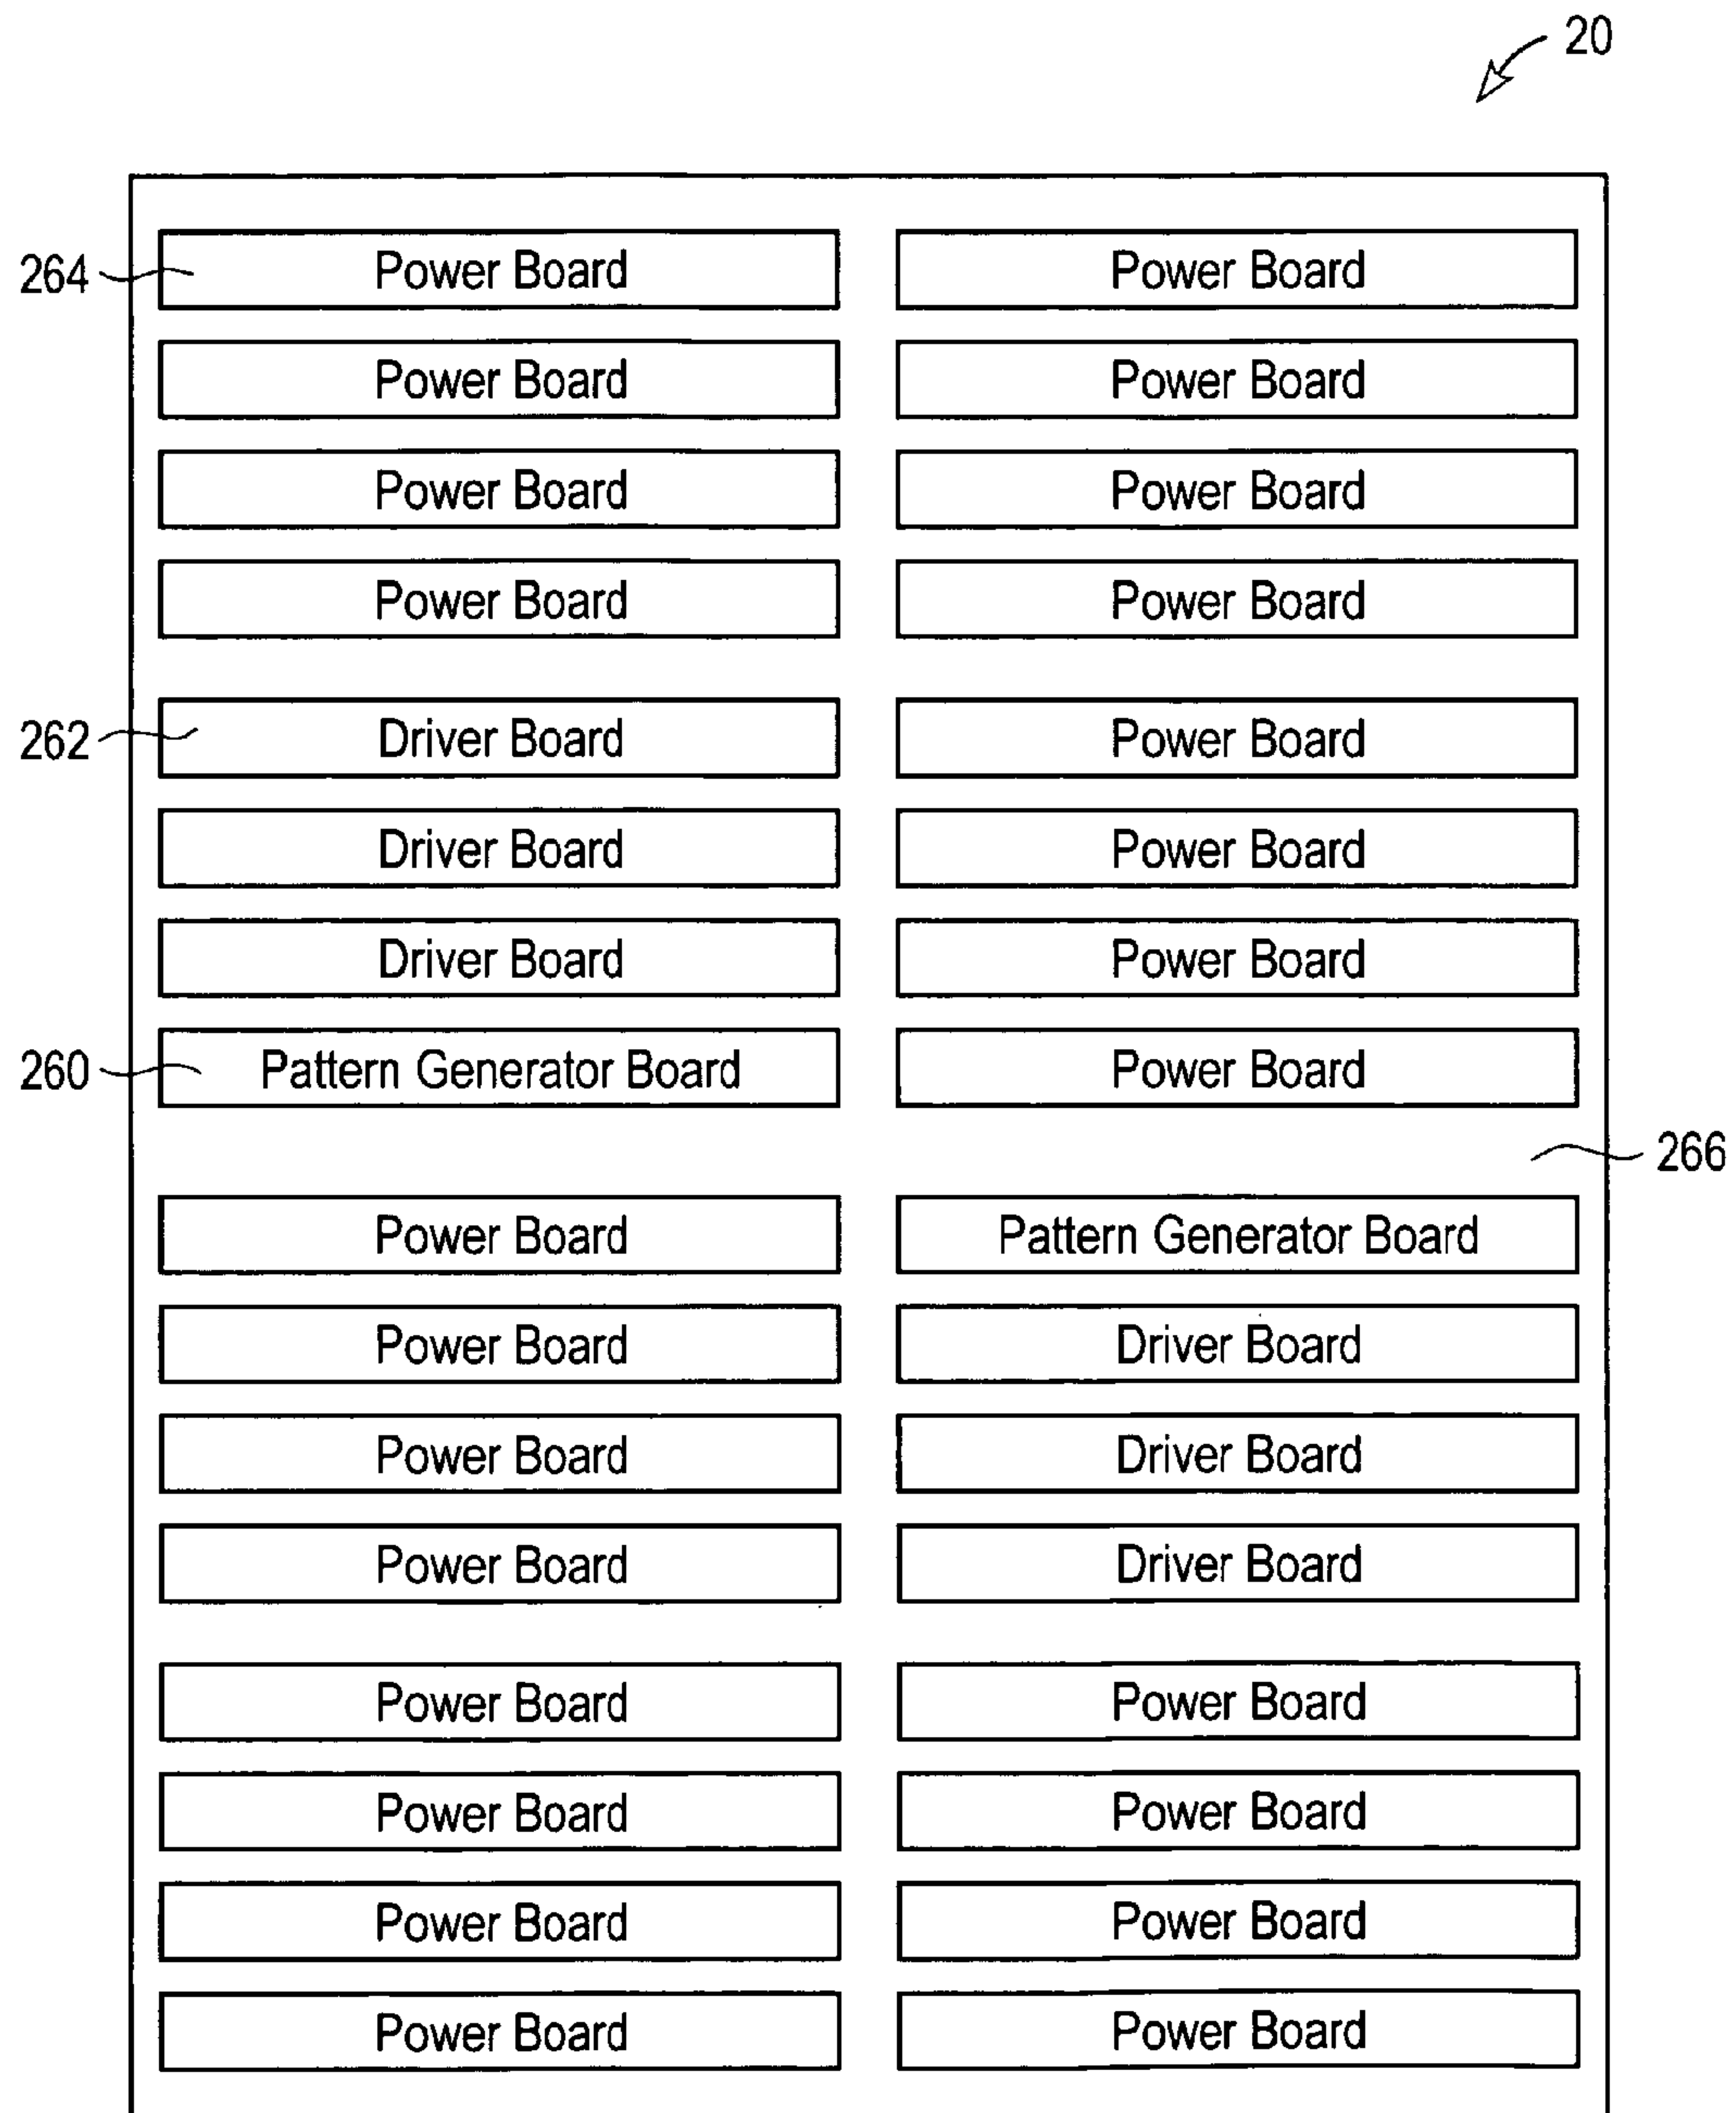 20
264 Power Board Power Board
Power Board Power Board
Power Board Power Board
Power Board Power Board
262 Driver Board Power Board
Driver Board Power Board
Driver Board Power Board
260 Pattern Generator Board Power Board
266
Power Board Pattern Generator Board
Power Board Driver Board
Power Board Driver Board
Power Board Driver Board
Power Board Power Board
Power Board Power Board
Power Board Power Board
Power Board Power Board